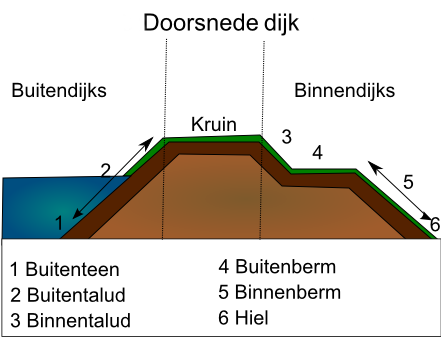 Doorsnede dijk
Buitendijks
Binnendijks
Kruin
3
4
2
5
1
6
1 Buitenteen
2 Buitentalud
3 Binnentalud
4 Buitenberm
5 Binnenberm
6 Hiel